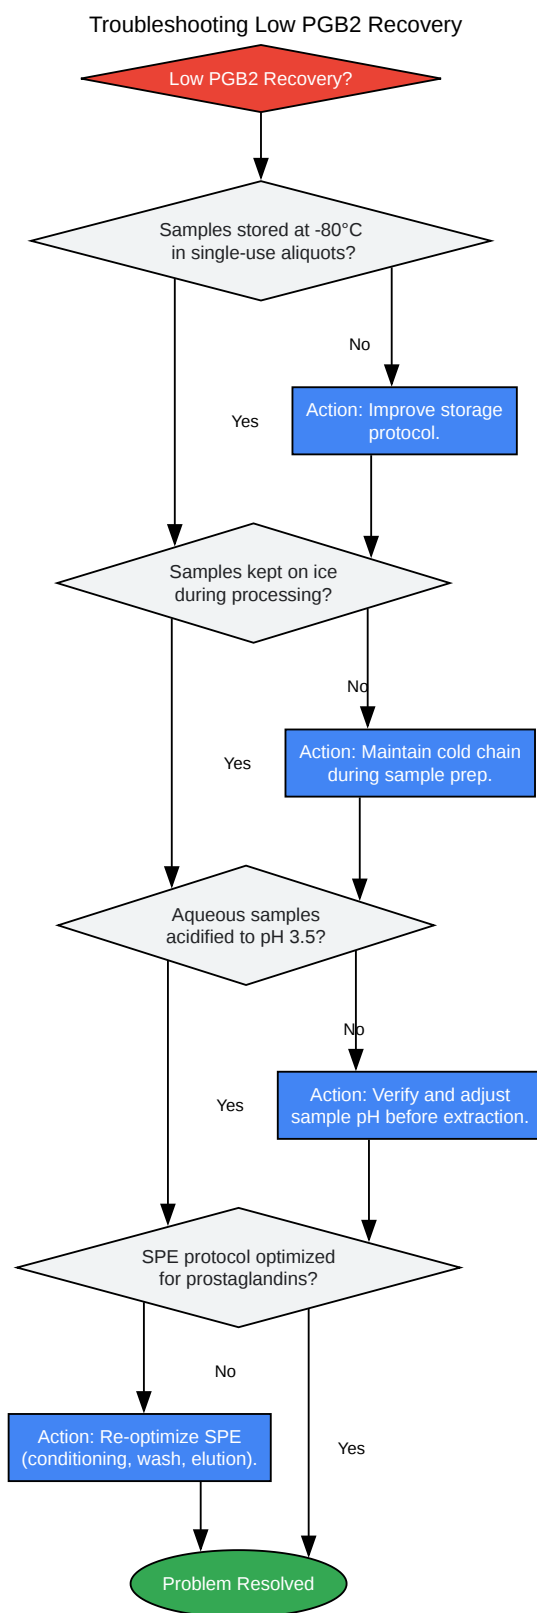 Troubleshooting Low PGB2 Recovery
Low PGB2 Recovery?
Samples stored at -80°C
in single-use aliquots?
No
Action: Improve storage
protocol.
Yes
Samples kept on ice
during processing?
No
Action: Maintain cold chain
during sample prep.
Yes
Aqueous samples
acidified to pH 3.5?
No
Action: Verify and adjust
sample pH before extraction.
Yes
SPE protocol optimized
for prostaglandins?
No
Action: Re-optimize SPE
(conditioning, wash, elution).
Yes
Problem Resolved